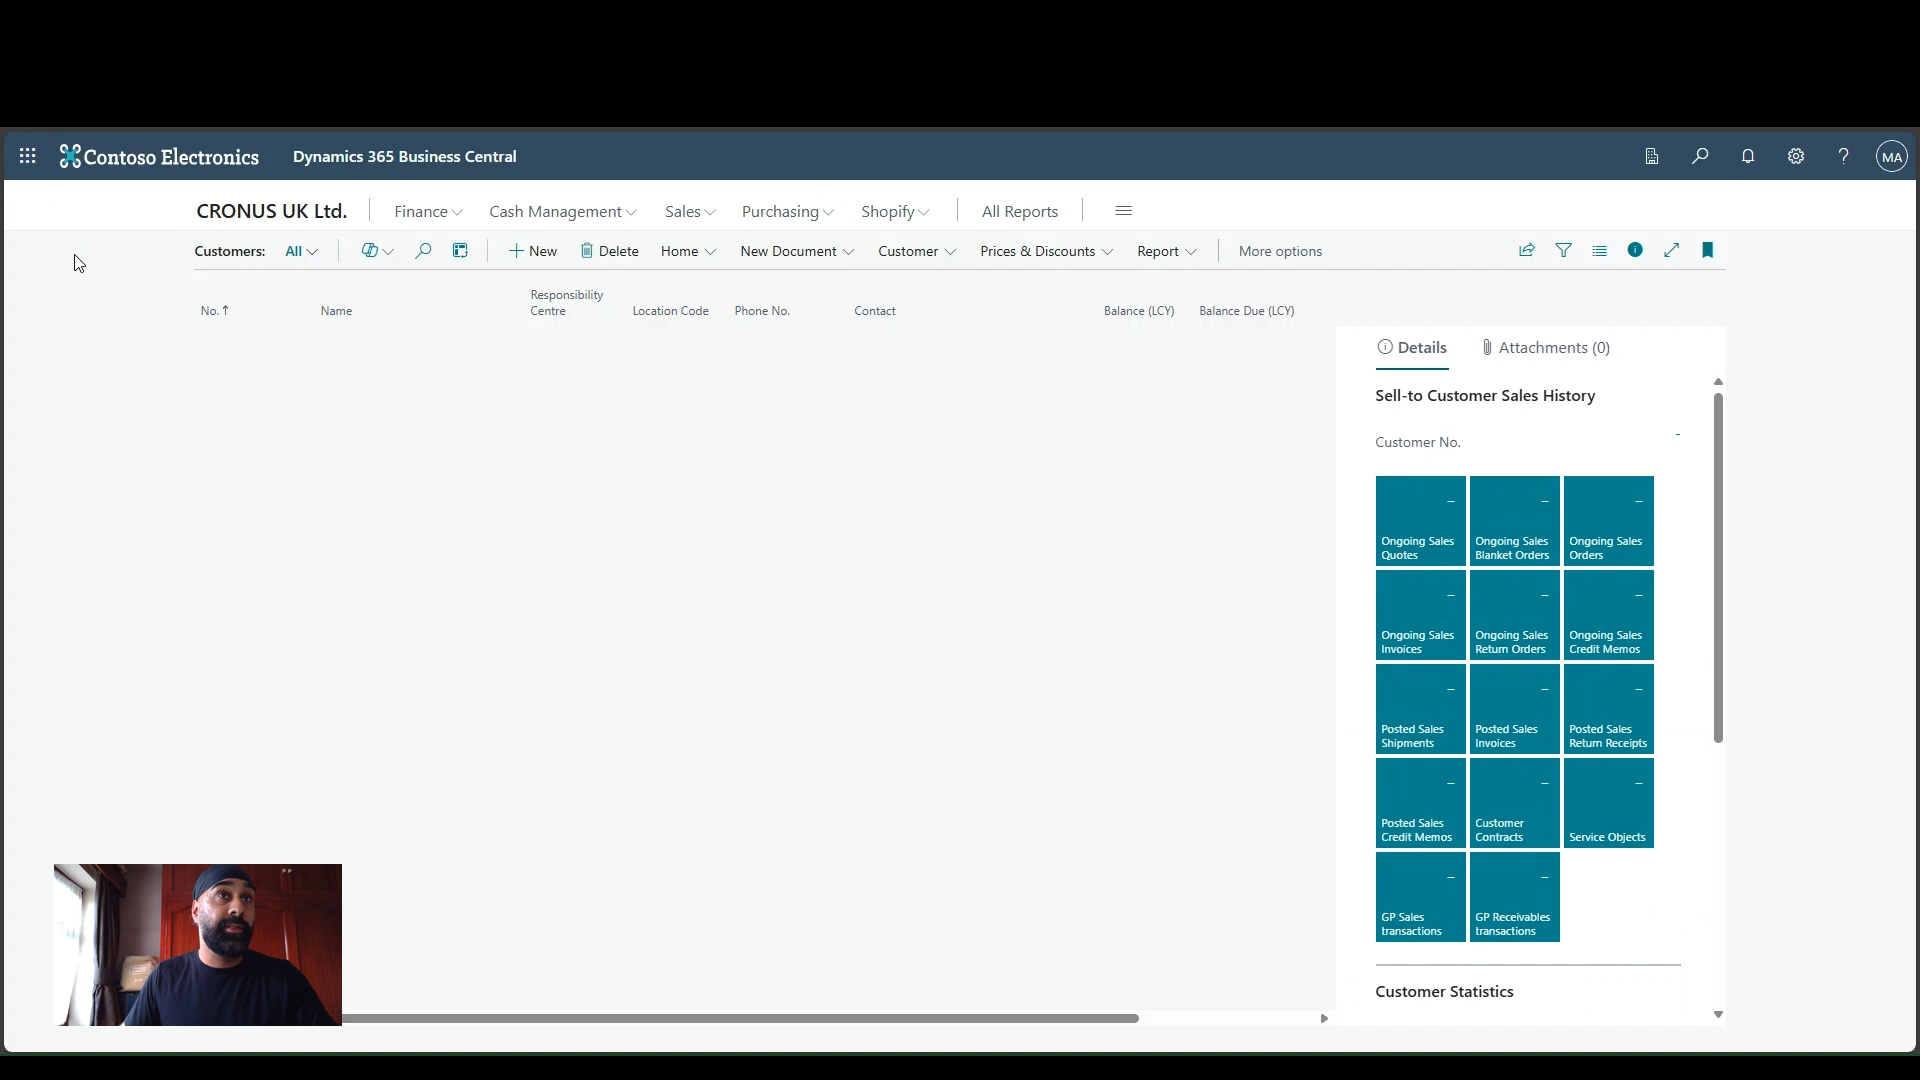 Contoso Electronics Dynamics 365 Business Central MA
CRONUS UK Ltd. Finance Cash Management Sales Purchasing Shopify All Reports
Customers: All New Delete Home New Document Customer Prices & Discounts Report More options
No. ↑ Name Responsibility Centre Location Code Phone No. Contact Balance (LCY) Balance Due (LCY)
Details Attachments (0)
Sell-to Customer Sales History
Customer No. -
Ongoing Sales Quotes
Ongoing Sales Blanket Orders
Ongoing Sales Orders
Ongoing Sales Invoices
Ongoing Sales Return Orders
Ongoing Sales Credit Memos
Posted Sales Shipments
Posted Sales Invoices
Posted Sales Return Receipts
Posted Sales Credit Memos
Customer Contracts
Service Objects
GP Sales transactions
GP Receivables transactions
Customer Statistics